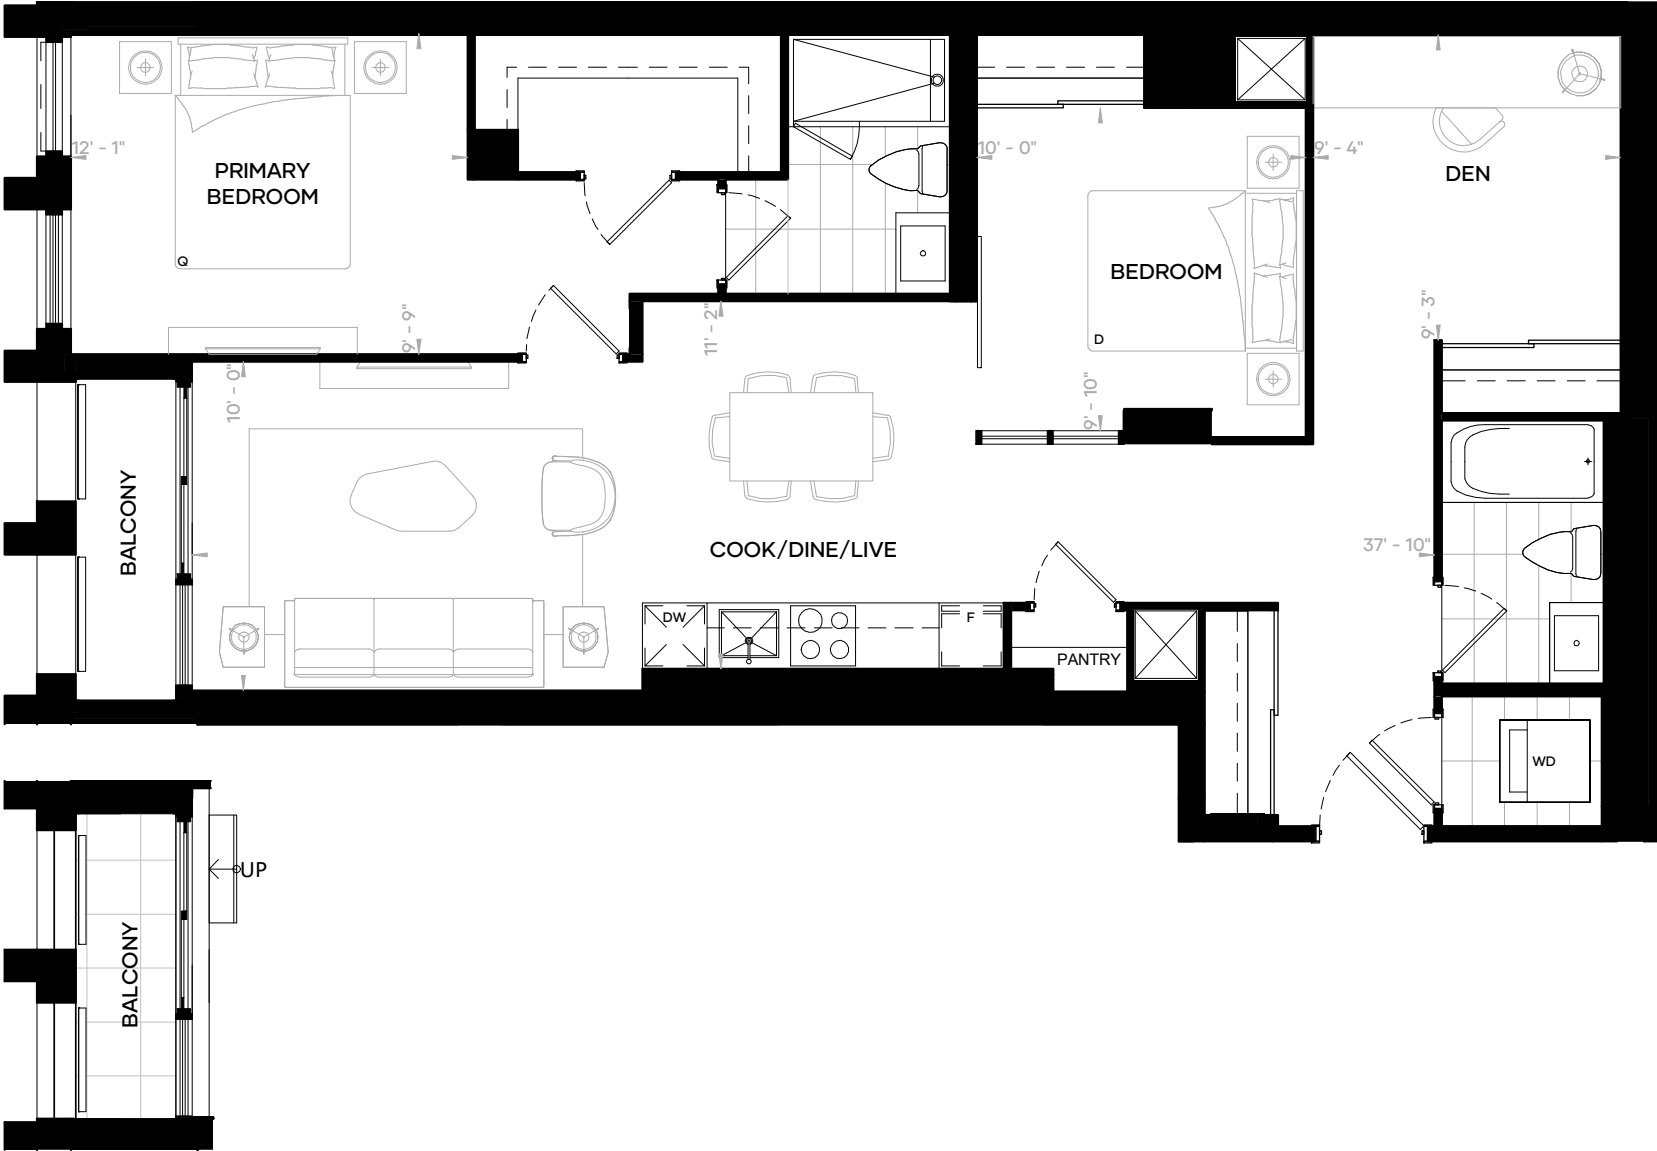 12' - 1"
PRIMARY
BEDROOM
Q
9' - 9"
10' - 0"
DEN
9' - 4"
BEDROOM
D
11' - 2"
9' - 3"
10' - 0"
9' - 10"
BALCONY
COOK/DINE/LIVE
37' - 10"
DW
F
PANTRY
WD
UP
BALCONY